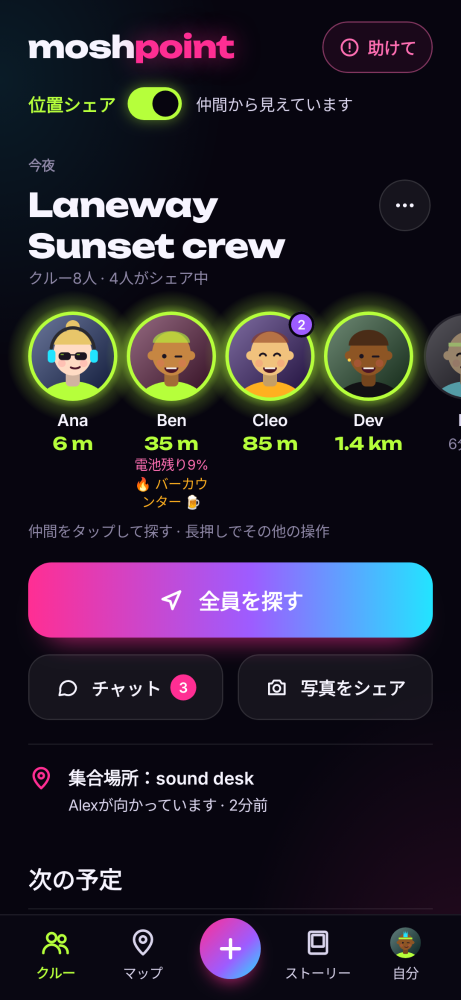 moshpoint
助けて
位置シェア
仲間から見えています
今夜
Laneway
Sunset crew
クルー8人 · 4人がシェア中
2
Ana
Ben
Cleo
Dev
6 m
35 m
85 m
1.4 km
電池残り9%
🔥 バーカウ
ンター 🍺
仲間をタップして探す · 長押しでその他の操作
全員を探す
チャット
3
写真をシェア
集合場所：sound desk
Alexが向かっています · 2分前
次の予定
クルー
マップ
ストーリー
自分